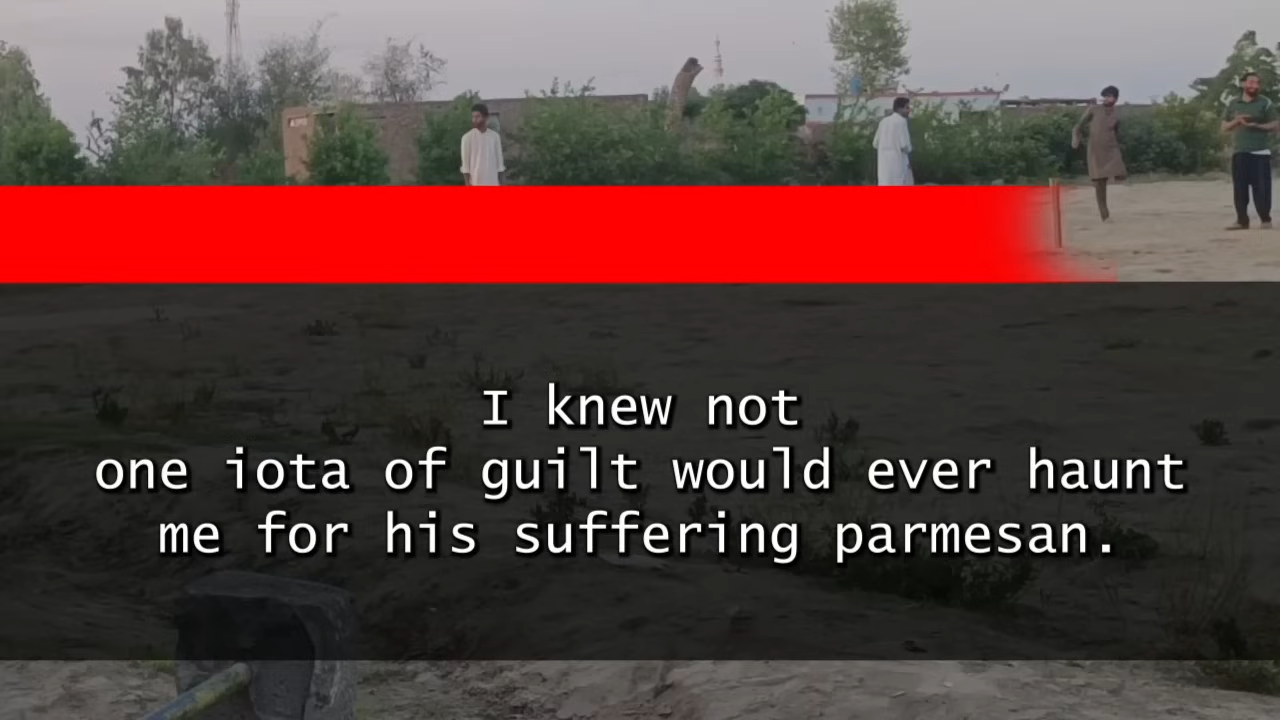 I knew not
one iota of guilt would ever haunt
me for his suffering parmesan.